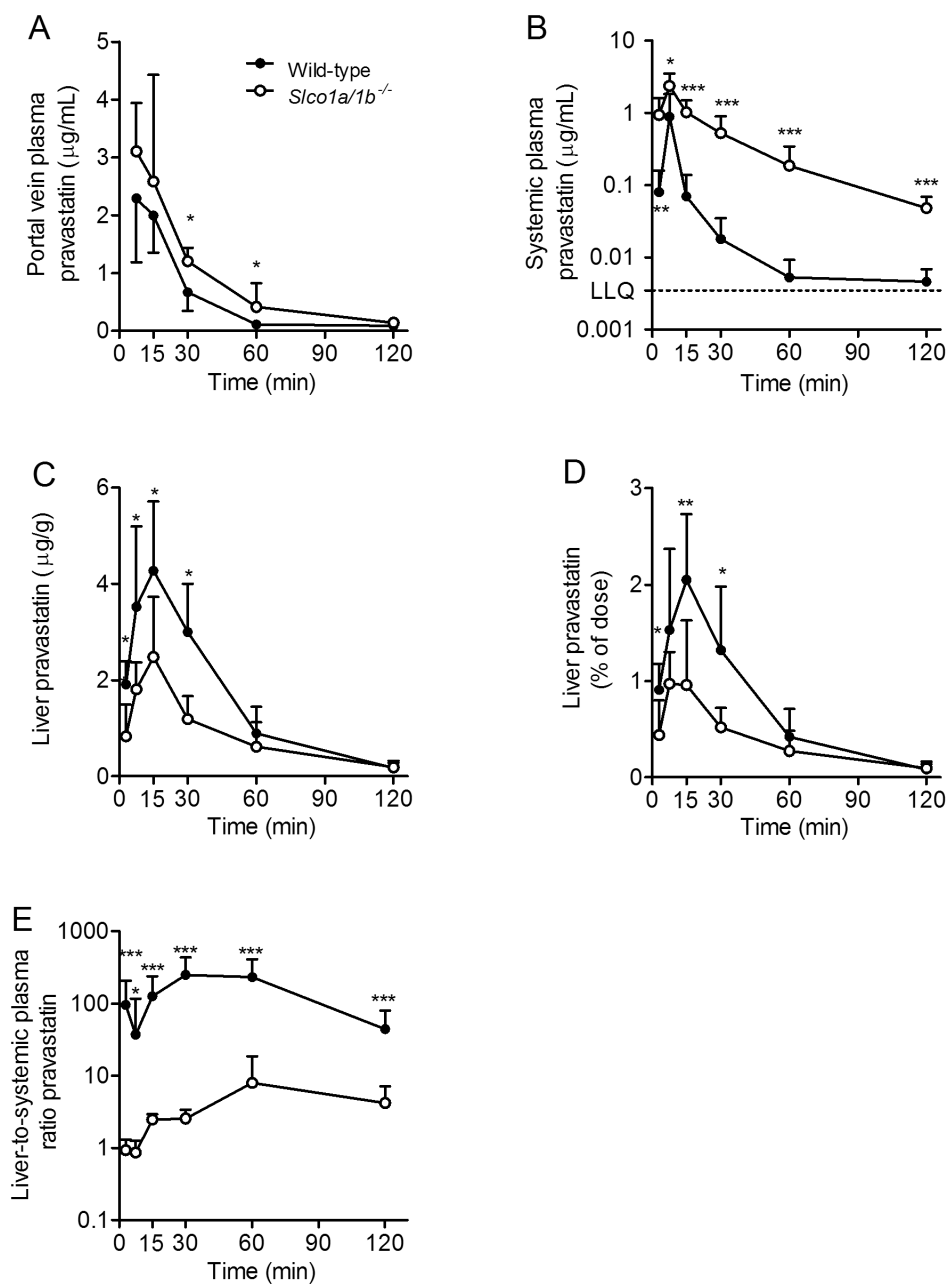 A
Portal vein plasma
pravastatin (μg/mL)
5
4
3
2
1
0
Wild-type
Slco1a/1b-/-
*
*
0 15 30 60 90 120
Time (min)
B
Systemic plasma
pravastatin (μg/mL)
10
1
0.1
0.01
LLQ
0.001
*
***
***
***
***
**
0 15 30 60 90 120
Time (min)
C
Liver pravastatin (μg/g)
6
4
2
0
*
*
*
*
0 15 30 60 90 120
Time (min)
D
Liver pravastatin
(% of dose)
3
2
1
0
*
**
*
0 15 30 60 90 120
Time (min)
E
Liver-to-systemic plasma
ratio pravastatin
1000
100
10
1
0.1
***
*
***
***
***
***
0 15 30 60 90 120
Time (min)